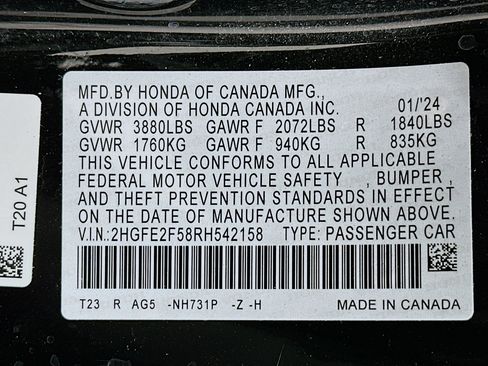 MFD.BY HONDA OF CANADA MFG.,
A DIVISION OF HONDA CANADA INC. 01/'24
GVWR 3880LBS GAWR F 2072LBS R 1840LBS
GVWR 1760KG GAWR F 940KG R 835KG
THIS VEHICLE CONFORMS TO ALL APPLICABLE
FEDERAL MOTOR VEHICLE SAFETY , BUMPER ,
AND THEFT PREVENTION STANDARDS IN EFFECT
ON THE DATE OF MANUFACTURE SHOWN ABOVE.
V.I.N.:2HGFE2F58RH542158 TYPE: PASSENGER CAR
T23 R AG5 -NH731P -Z -H MADE IN CANADA
T20 A1